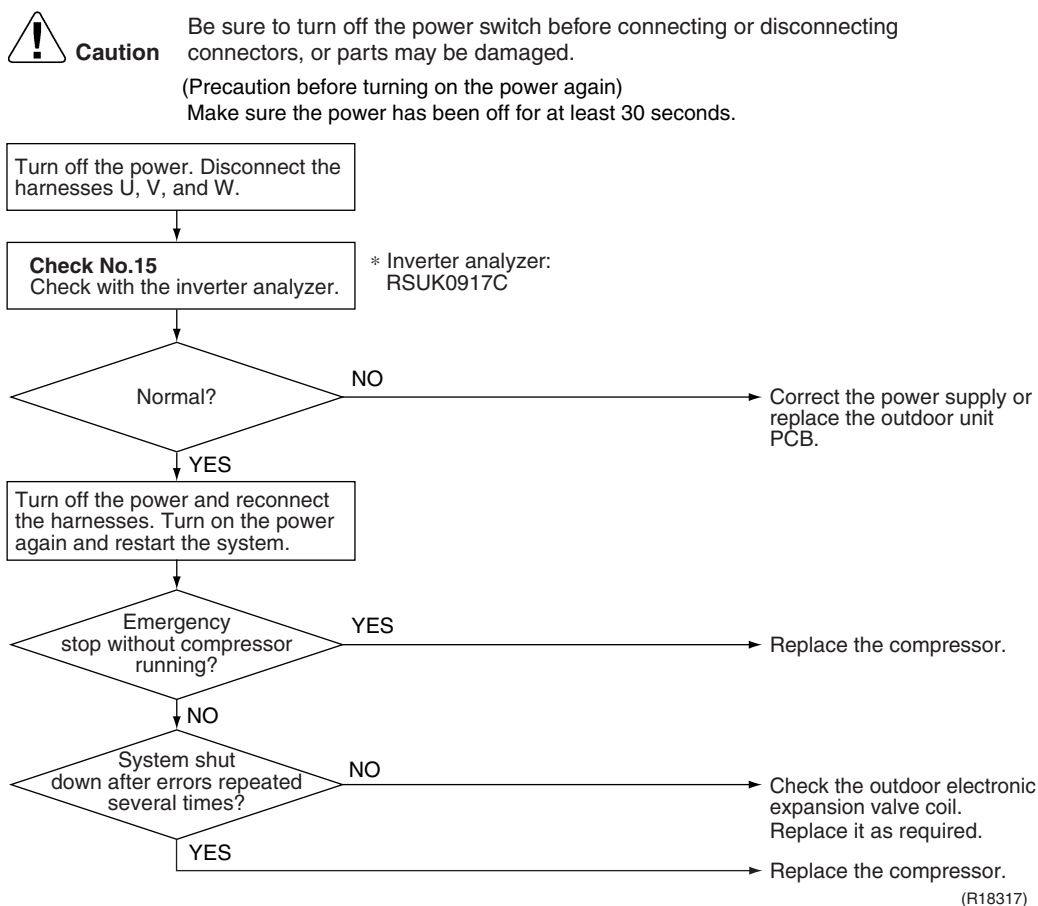 Caution
Be sure to turn off the power switch before connecting or disconnecting
connectors, or parts may be damaged.
(Precaution before turning on the power again)
Make sure the power has been off for at least 30 seconds.
Turn off the power. Disconnect the
harnesses U, V, and W.
Check No.15
Check with the inverter analyzer.
* Inverter analyzer:
RSUK0917C
Normal?
NO
Correct the power supply or
replace the outdoor unit
PCB.
YES
Turn off the power and reconnect
the harnesses. Turn on the power
again and restart the system.
Emergency
stop without compressor
running?
YES
Replace the compressor.
NO
System shut
down after errors repeated
several times?
NO
Check the outdoor electronic
expansion valve coil.
Replace it as required.
YES
Replace the compressor.
(R18317)